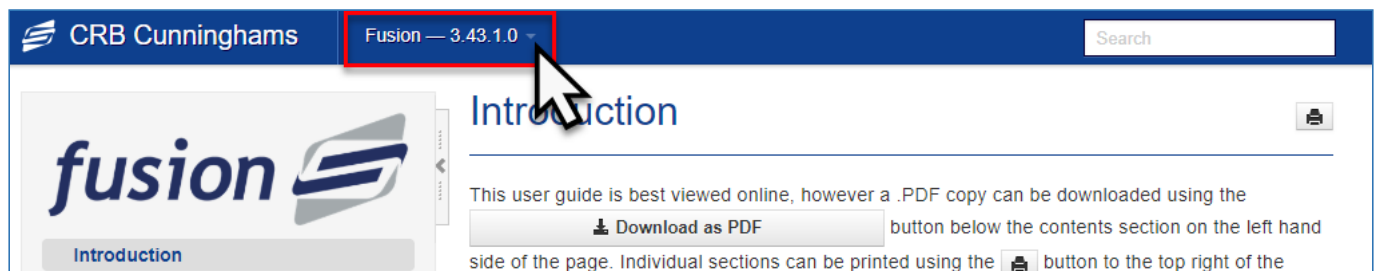 CRB Cunninghams
Fusion — 3.43.1.0
Search
fusion
Introduction
Introduction
This user guide is best viewed online, however a .PDF copy can be downloaded using the
Download as PDF button below the contents section on the left hand
side of the page. Individual sections can be printed using the button to the top right of the